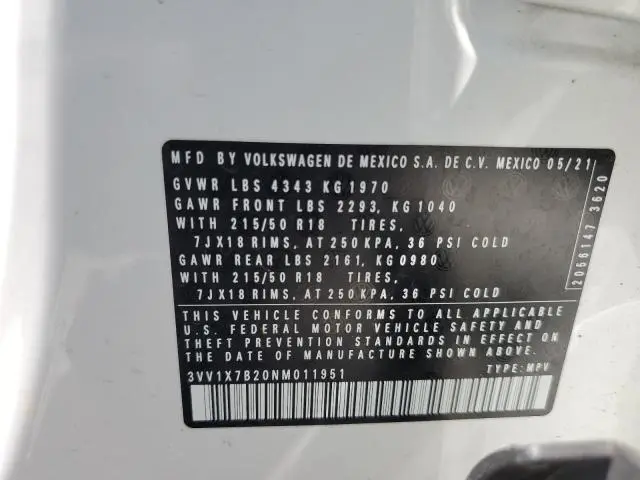 MFD BY VOLKSWAGEN DE MEXICO S.A. DE C.V. MEXICO 05/21
GVWR LBS 4343 KG 1970
GAWR FRONT LBS 2293, KG 1040
WITH 215/50 R18 TIRES,
7JX18 RIMS, AT 250 KPA, 36 PSI COLD
GAWR REAR LBS 2161, KG 0980
WITH 215/50 R18 TIRES,
7JX18 RIMS, AT 250 KPA, 36 PSI COLD
THIS VEHICLE CONFORMS TO ALL APPLICABLE
U.S. FEDERAL MOTOR VEHICLE SAFETY AND
THEFT PREVENTION STANDARDS IN EFFECT ON
THE DATE OF MANUFACTURE SHOWN ABOVE.
3VV1X7B20NM011951 TYPE: MPV
2056147 3620